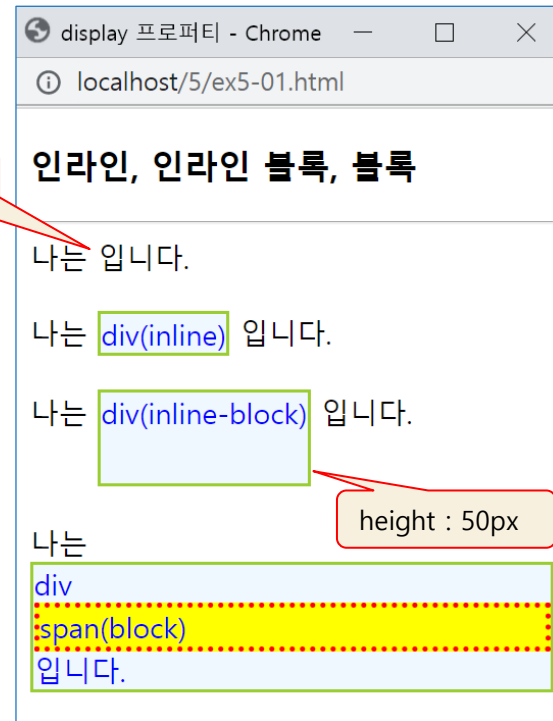 display 프로퍼티 - Chrome
localhost/5/ex5-01.html
인라인, 인라인 블록, 블록
나는 입니다.
나는 div(inline) 입니다.
나는 div(inline-block) 입니다.
height : 50px
나는
div
span(block)
입니다.